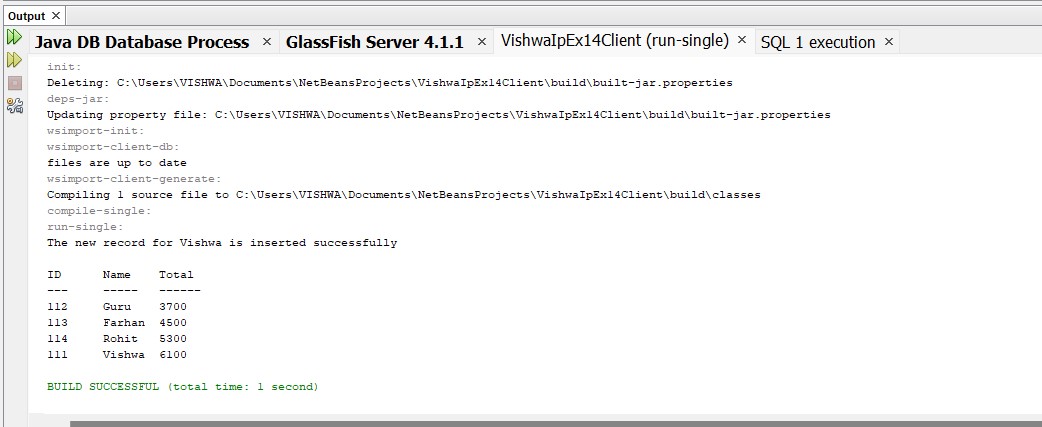 Output ×
Java DB Database Process × GlassFish Server 4.1.1 × VishwaIpEx14Client (run-single) × SQL 1 execution ×
init:
Deleting: C:\Users\VISHWA\Documents\NetBeansProjects\VishwaIpEx14Client\build\built-jar.properties
deps-jar:
Updating property file: C:\Users\VISHWA\Documents\NetBeansProjects\VishwaIpEx14Client\build\built-jar.properties
wsimport-init:
wsimport-client-db:
files are up to date
wsimport-client-generate:
Compiling 1 source file to C:\Users\VISHWA\Documents\NetBeansProjects\VishwaIpEx14Client\build\classes
compile-single:
run-single:
The new record for Vishwa is inserted successfully
ID Name Total
--- ----- ------
112 Guru 3700
113 Farhan 4500
114 Rohit 5300
111 Vishwa 6100
BUILD SUCCESSFUL (total time: 1 second)